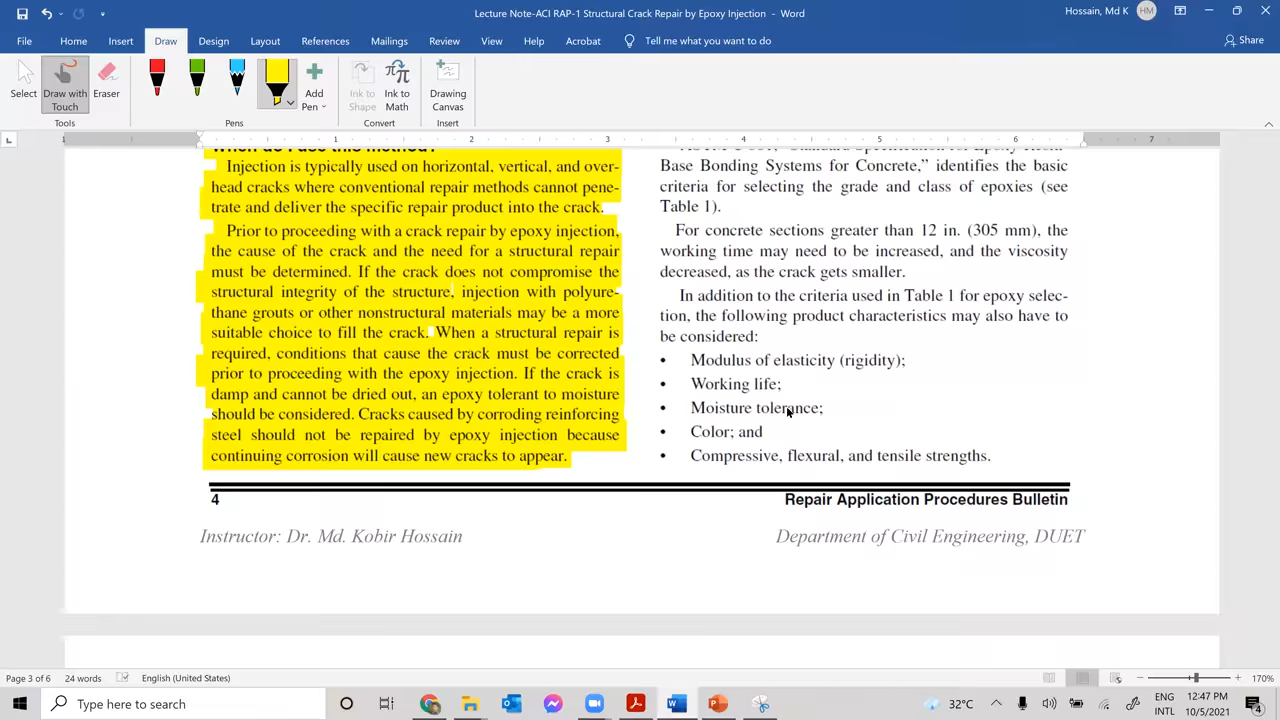 Lecture Note-ACI RAP-1 Structural Crack Repair by Epoxy Injection - Word
Hossain, Md K
HM
File
Home
Insert
Draw
Design
Layout
References
Mailings
Review
View
Help
Acrobat
Tell me what you want to do
Share
Select
Draw with
Touch
Eraser
Add
Pen
Ink to
Shape
Ink to
Math
Drawing
Canvas
Tools
Pens
Convert
Insert
1
1
2
3
5
6
7
When do I use this method?
Injection is typically used on horizontal, vertical, and over-
head cracks where conventional repair methods cannot pene-
trate and deliver the specific repair product into the crack.
Prior to proceeding with a crack repair by epoxy injection,
the cause of the crack and the need for a structural repair
must be determined. If the crack does not compromise the
structural integrity of the structure, injection with polyure-
thane grouts or other nonstructural materials may be a more
suitable choice to fill the crack. When a structural repair is
required, conditions that cause the crack must be corrected
prior to proceeding with the epoxy injection. If the crack is
damp and cannot be dried out, an epoxy tolerant to moisture
should be considered. Cracks caused by corroding reinforcing
steel should not be repaired by epoxy injection because
continuing corrosion will cause new cracks to appear.
Base Bonding Systems for Concrete,” identifies the basic
criteria for selecting the grade and class of epoxies (see
Table 1).
For concrete sections greater than 12 in. (305 mm), the
working time may need to be increased, and the viscosity
decreased, as the crack gets smaller.
In addition to the criteria used in Table 1 for epoxy selec-
tion, the following product characteristics may also have to
be considered:
• Modulus of elasticity (rigidity);
• Working life;
• Moisture tolerance;
• Color; and
• Compressive, flexural, and tensile strengths.
4
Repair Application Procedures Bulletin
Instructor: Dr. Md. Kobir Hossain
Department of Civil Engineering, DUET
Page 3 of 6
24 words
English (United States)
170%
Type here to search
32°C
ENG
INTL
12:47 PM
10/5/2021
4